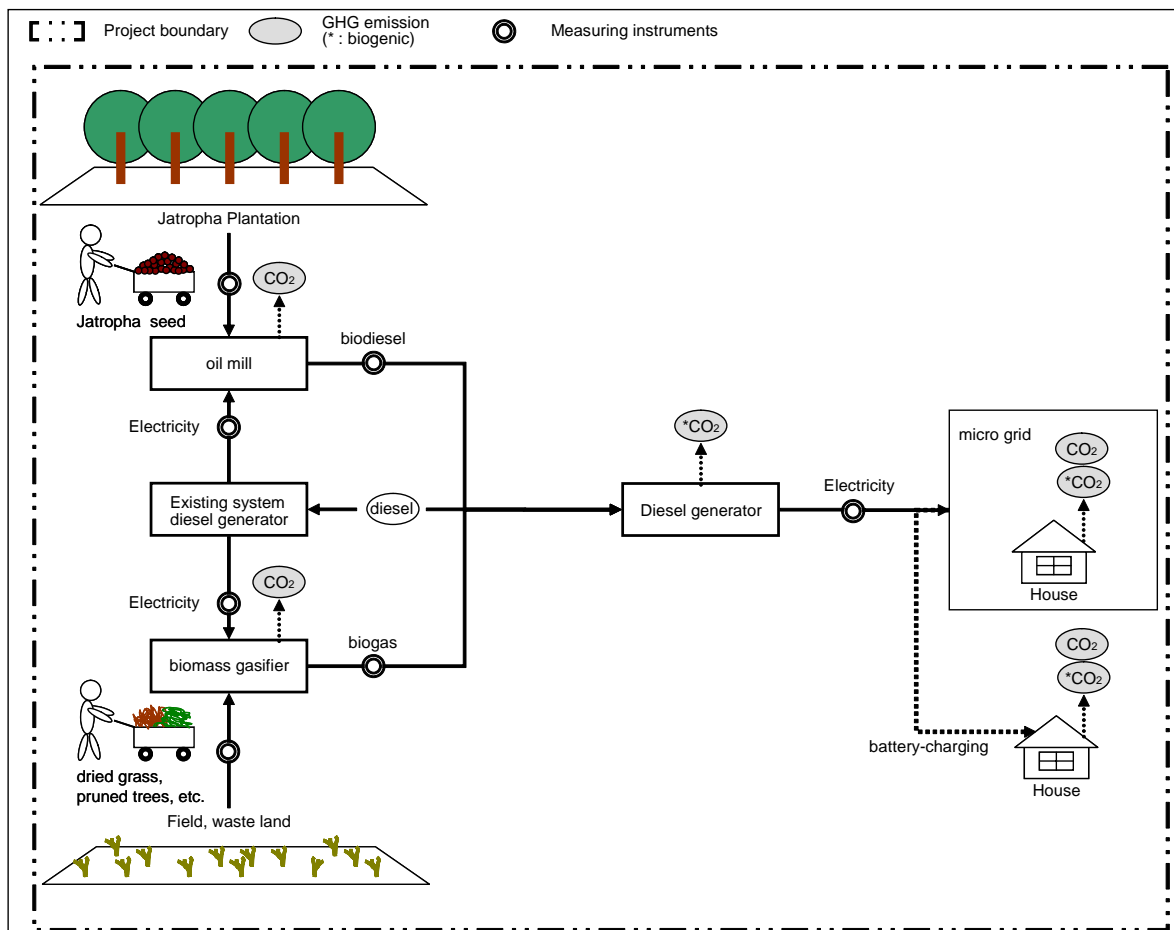 Project boundary
GHG emission
(* : biogenic)
Measuring instruments
Jatropha Plantation
CO2
Jatropha seed
oil mill
biodiesel
Electricity
*CO2
micro grid
CO2
*CO2
Existing system
diesel generator
diesel
Diesel generator
Electricity
House
CO2
Electricity
biomass gasifier
biogas
CO2
*CO2
battery-charging
House
dried grass,
pruned trees, etc.
Field, waste land